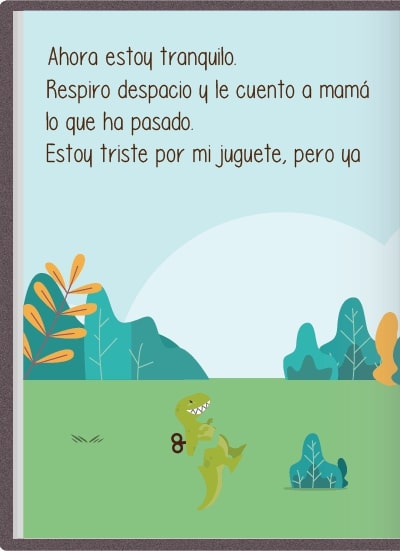 Ahora estoy tranquilo.
Respiro despacio y le cuento a mamá
lo que ha pasado.
Estoy triste por mi juguete, pero ya
8